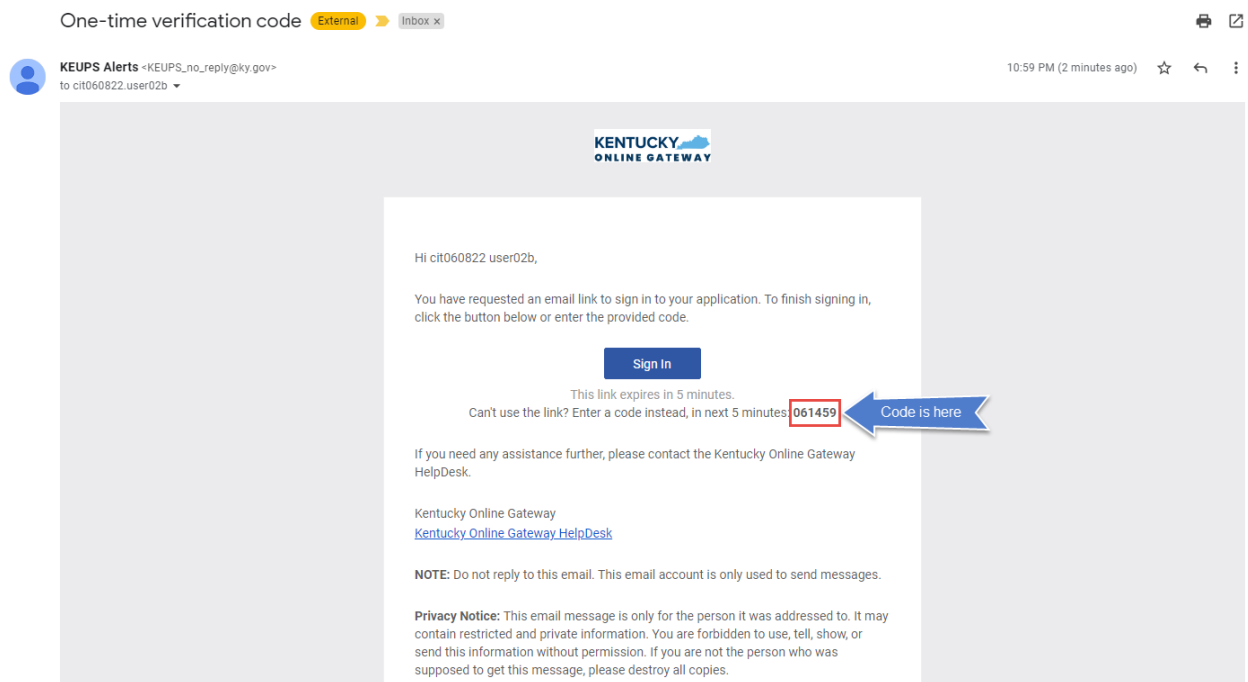 One-time verification code External Inbox x
KEUPS Alerts <KEUPS_no_reply@ky.gov> 10:59 PM (2 minutes ago)
to cit060822.user02b
KENTUCKY
ONLINE GATEWAY
Hi cit060822 user02b,
You have requested an email link to sign in to your application. To finish signing in,
click the button below or enter the provided code.
Sign In
This link expires in 5 minutes.
Can't use the link? Enter a code instead, in next 5 minutes: 061459 Code is here
If you need any assistance further, please contact the Kentucky Online Gateway
HelpDesk.
Kentucky Online Gateway
Kentucky Online Gateway HelpDesk
NOTE: Do not reply to this email. This email account is only used to send messages.
Privacy Notice: This email message is only for the person it was addressed to. It may
contain restricted and private information. You are forbidden to use, tell, show, or
send this information without permission. If you are not the person who was
supposed to get this message, please destroy all copies.